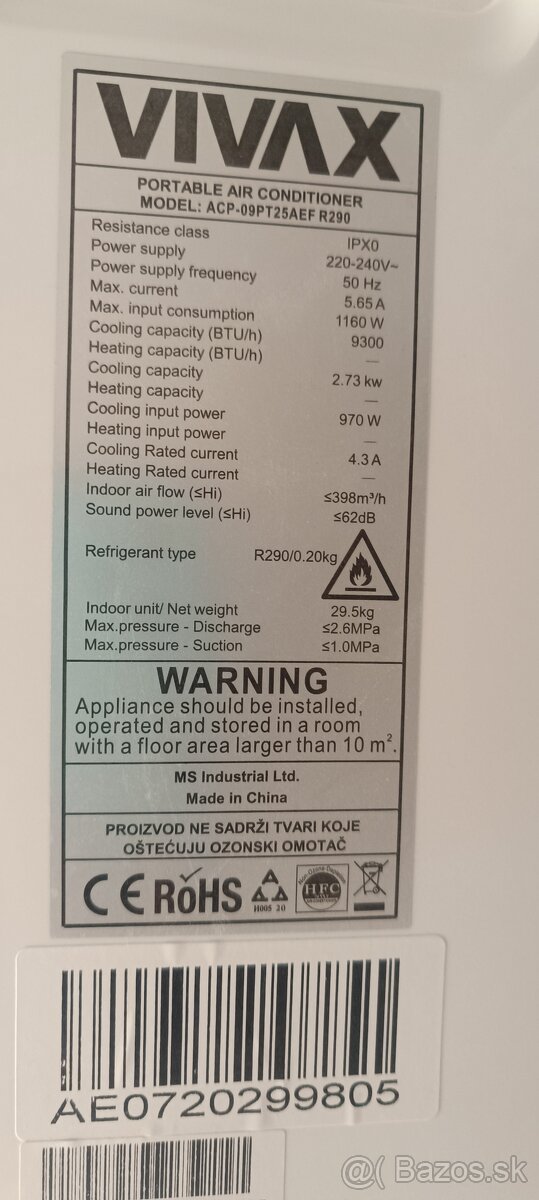 VIVAX
PORTABLE AIR CONDITIONER
MODEL: ACP-09PT25AEF R290
Resistance class IPX0
Power supply 220-240V~
Power supply frequency 50 Hz
Max. current 5.65 A
Max. input consumption 1160 W
Cooling capacity (BTU/h) 9300
Heating capacity (BTU/h) —
Cooling capacity 2.73 kw
Heating capacity —
Cooling input power 970 W
Heating input power —
Cooling Rated current 4.3 A
Heating Rated current —
Indoor air flow (≤Hi) ≤398m³/h
Sound power level (≤Hi) ≤62dB
Refrigerant type R290/0.20kg
Indoor unit/ Net weight 29.5kg
Max.pressure - Discharge ≤2.6MPa
Max.pressure - Suction ≤1.0MPa
WARNING
Appliance should be installed,
operated and stored in a room
with a floor area larger than 10 m².
MS Industrial Ltd.
Made in China
PROIZVOD NE SADRŽI TVARI KOJE
OŠTEĆUJU OZONSKI OMOTAČ
CE RoHS H005 20 HFC
AE0720299805
@ Bazos.sk